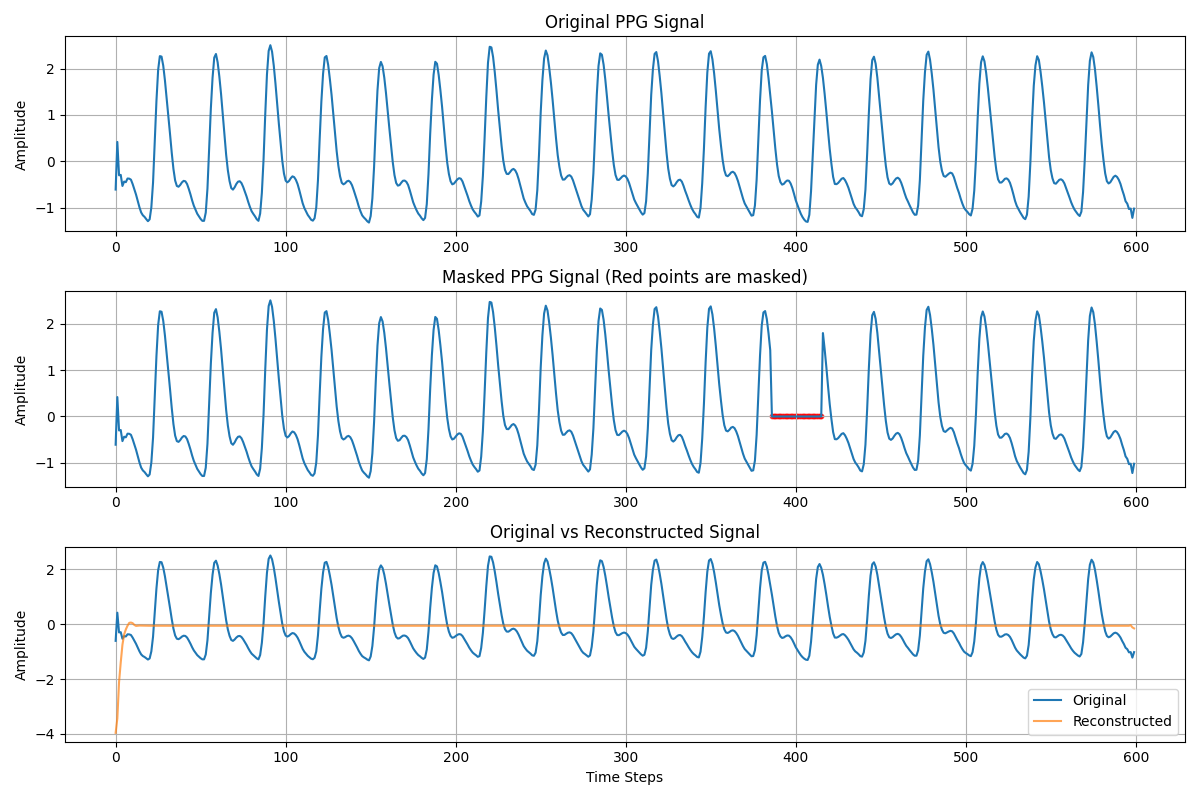 Original PPG Signal
Amplitude
2
1
0
−1
0 100 200 300 400 500 600
Masked PPG Signal (Red points are masked)
Amplitude
2
1
0
−1
0 100 200 300 400 500 600
Original vs Reconstructed Signal
Amplitude
2
0
−2
−4
Original
Reconstructed
0 100 200 300 400 500 600
Time Steps